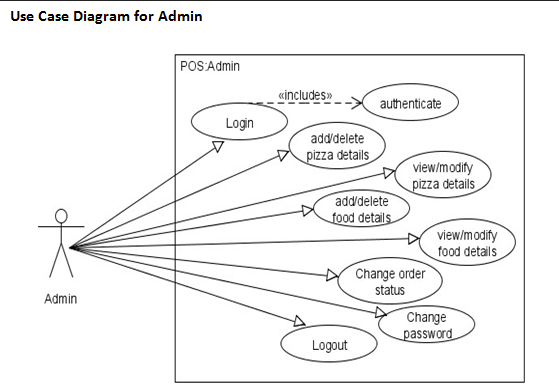 Use Case Diagram for Admin
POS:Admin
«includes»
authenticate
Login
add/delete
pizza details
view/modify
pizza details
add/delete
food details
view/modify
food details
Change order
status
Admin
Change
password
Logout